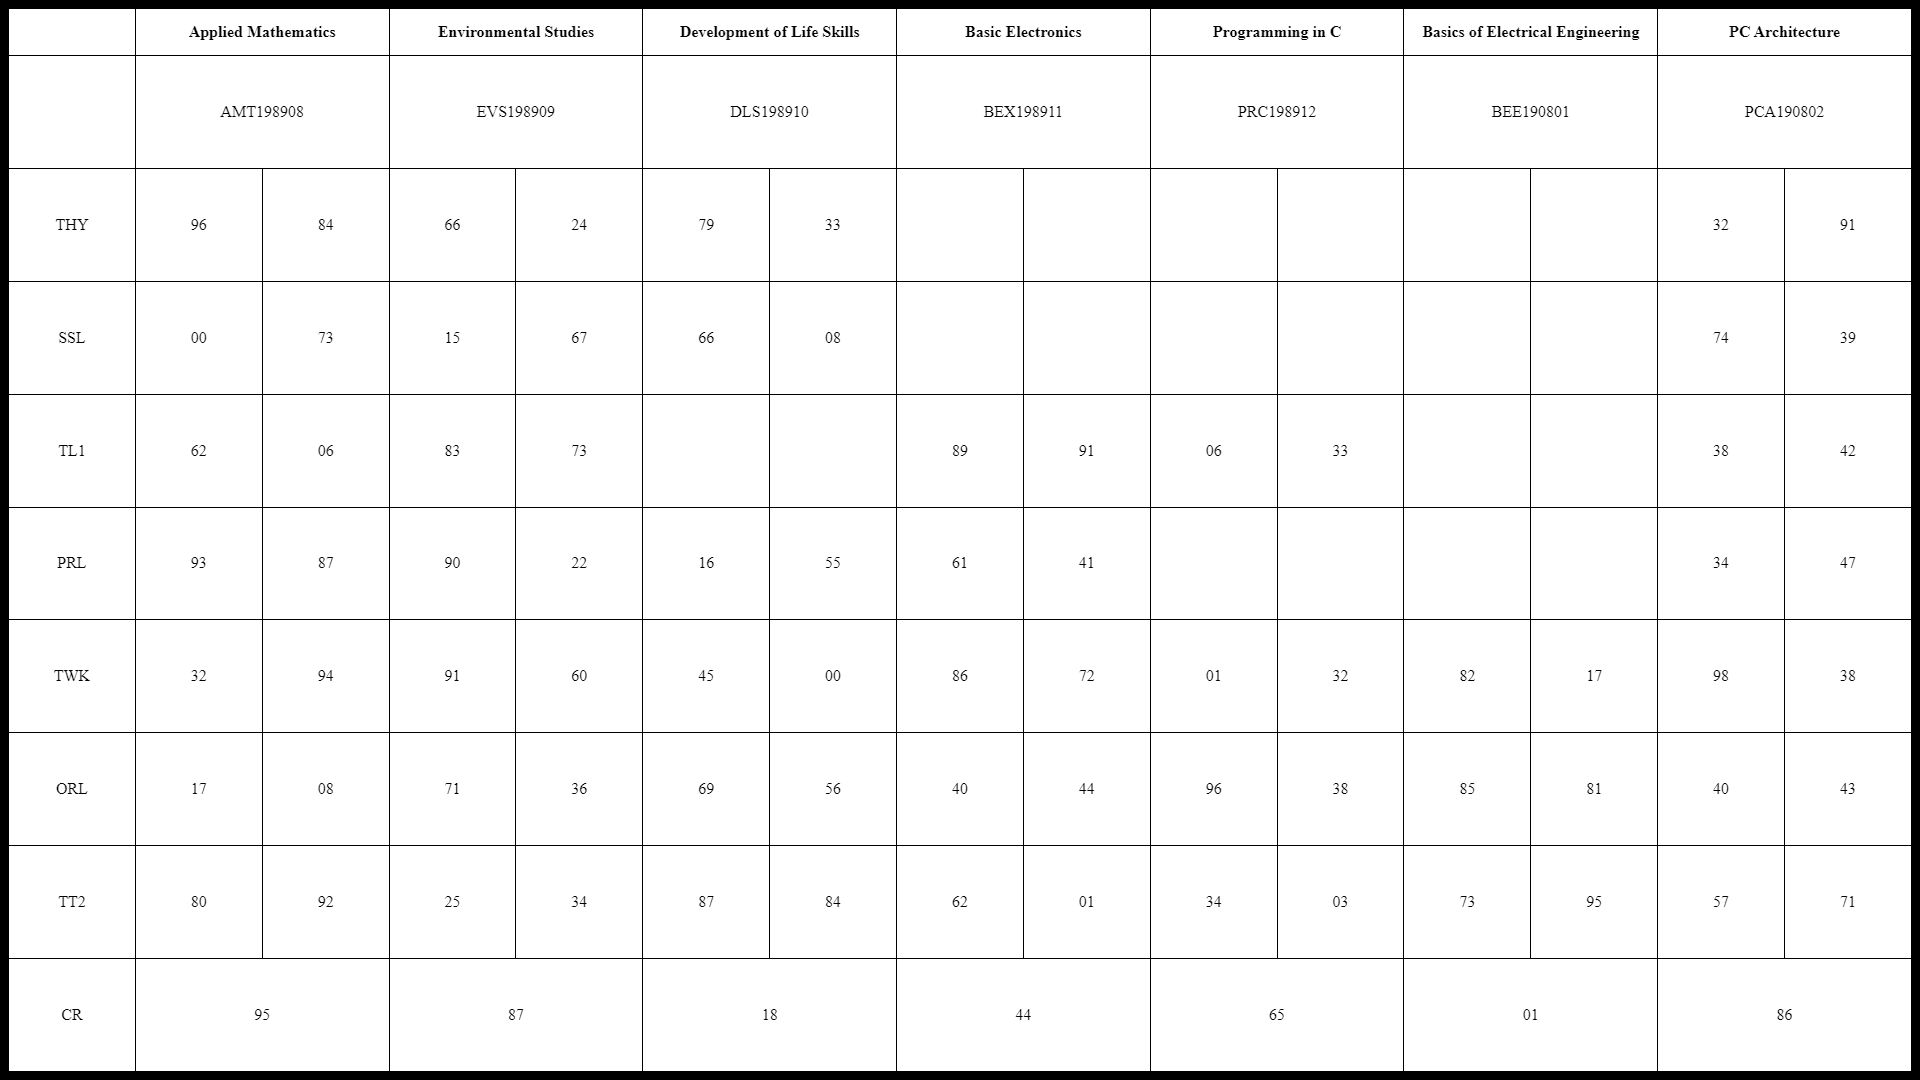 Applied Mathematics Environmental Studies Development of Life Skills Basic Electronics Programming in C Basics of Electrical Engineering PC Architecture
AMT198908 EVS198909 DLS198910 BEX198911 PRC198912 BEE190801 PCA190802
THY 96 84 66 24 79 33 32 91
SSL 00 73 15 67 66 08 74 39
TL1 62 06 83 73 89 91 06 33 38 42
PRL 93 87 90 22 16 55 61 41 34 47
TWK 32 94 91 60 45 00 86 72 01 32 82 17 98 38
ORL 17 08 71 36 69 56 40 44 96 38 85 81 40 43
TT2 80 92 25 34 87 84 62 01 34 03 73 95 57 71
CR 95 87 18 44 65 01 86